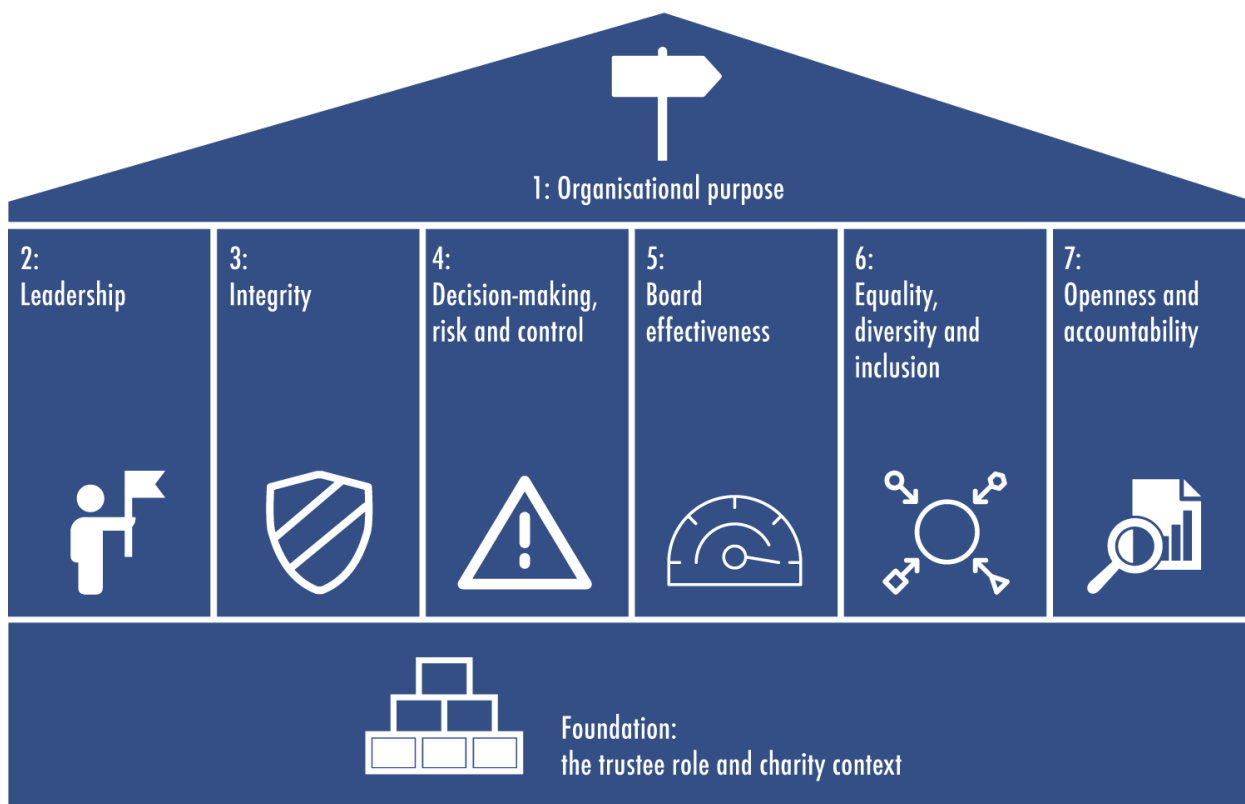 1: Organisational purpose
2:
Leadership
3:
Integrity
4:
Decision-making,
risk and control
5:
Board
effectiveness
6:
Equality,
diversity and
inclusion
7:
Openness and
accountability
Foundation:
the trustee role and charity context